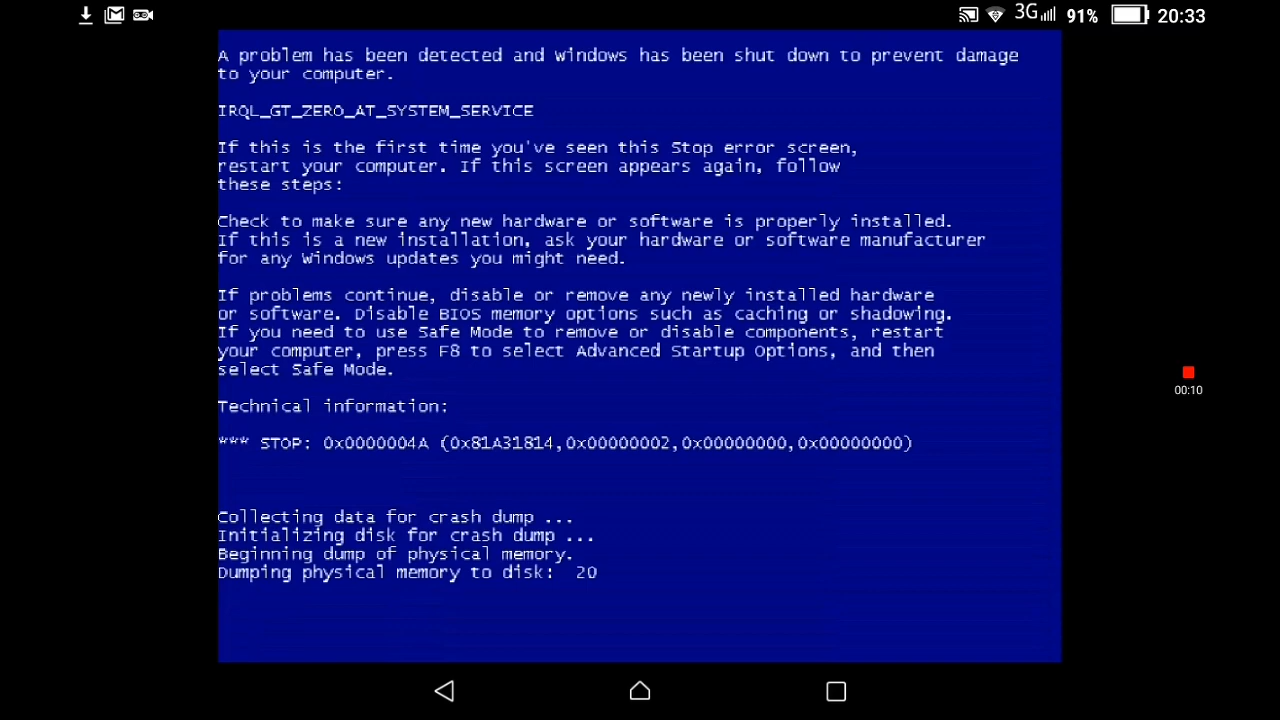 3G 91% 20:33
A problem has been detected and Windows has been shut down to prevent damage
to your computer.
IRQL_GT_ZERO_AT_SYSTEM_SERVICE
If this is the first time you've seen this Stop error screen,
restart your computer. If this screen appears again, follow
these steps:
Check to make sure any new hardware or software is properly installed.
If this is a new installation, ask your hardware or software manufacturer
for any Windows updates you might need.
If problems continue, disable or remove any newly installed hardware
or software. Disable BIOS memory options such as caching or shadowing.
If you need to use Safe Mode to remove or disable components, restart
your computer, press F8 to select Advanced Startup Options, and then
select Safe Mode.
00:10
Technical information:
*** STOP: 0x0000004A (0x81A31814,0x00000002,0x00000000,0x00000000)
Collecting data for crash dump ...
Initializing disk for crash dump ...
Beginning dump of physical memory.
Dumping physical memory to disk: 20